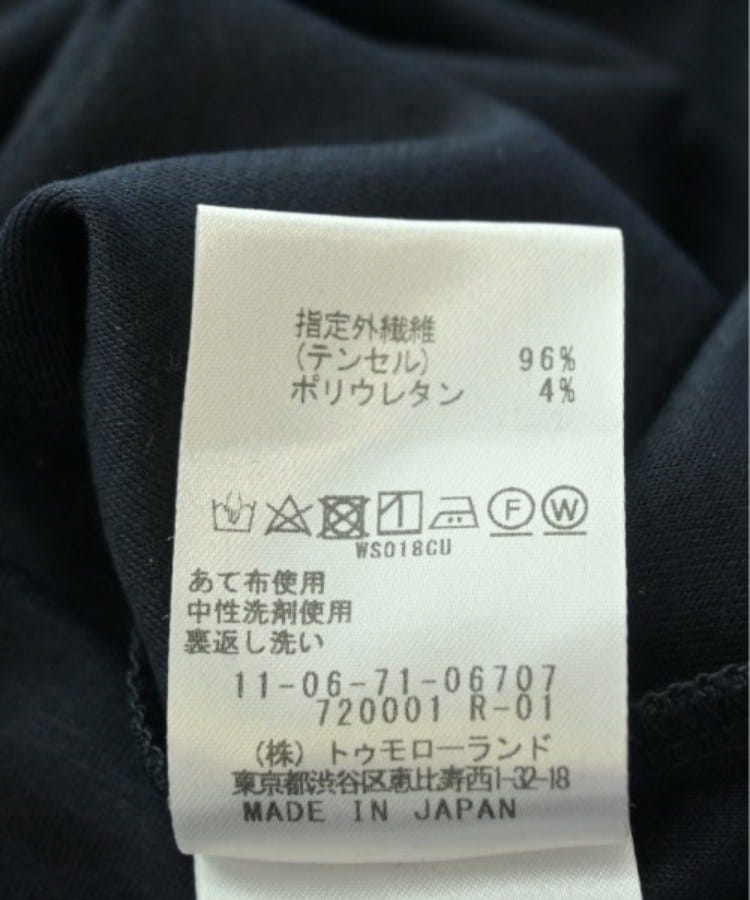 指定外繊維
(テンセル) 96%
ポリウレタン 4%
F W
WS018CU
あて布使用
中性洗剤使用
裏返し洗い
11-06-71-06707
720001 R-01
(株) トゥモローランド
東京都渋谷区恵比寿西1-32-18
MADE IN JAPAN